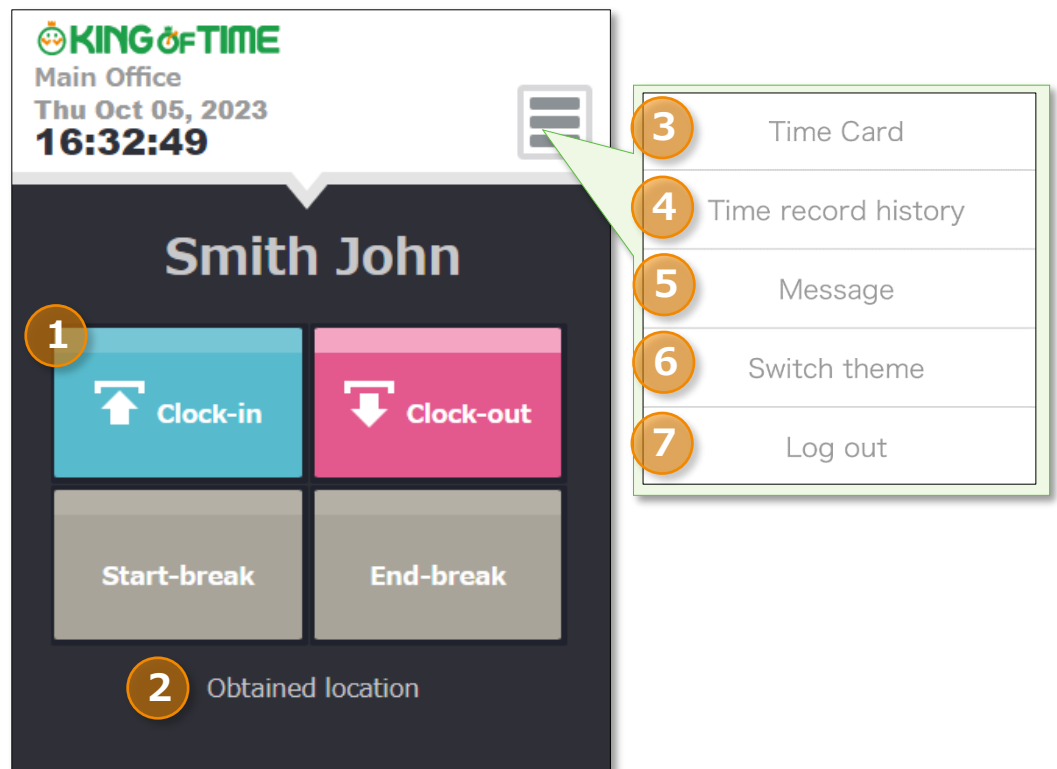 KING OF TIME
Main Office
Thu Oct 05, 2023
16:32:49
Smith John
1
Clock-in
Clock-out
Start-break
End-break
2 Obtained location
3 Time Card
4 Time record history
5 Message
6 Switch theme
7 Log out